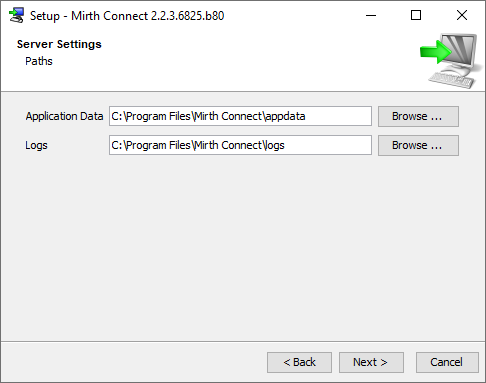 Setup - Mirth Connect 2.2.3.6825.b80
Server Settings
Paths
Application Data C:\Program Files\Mirth Connect\appdata Browse ...
Logs C:\Program Files\Mirth Connect\logs Browse ...
< Back Next > Cancel